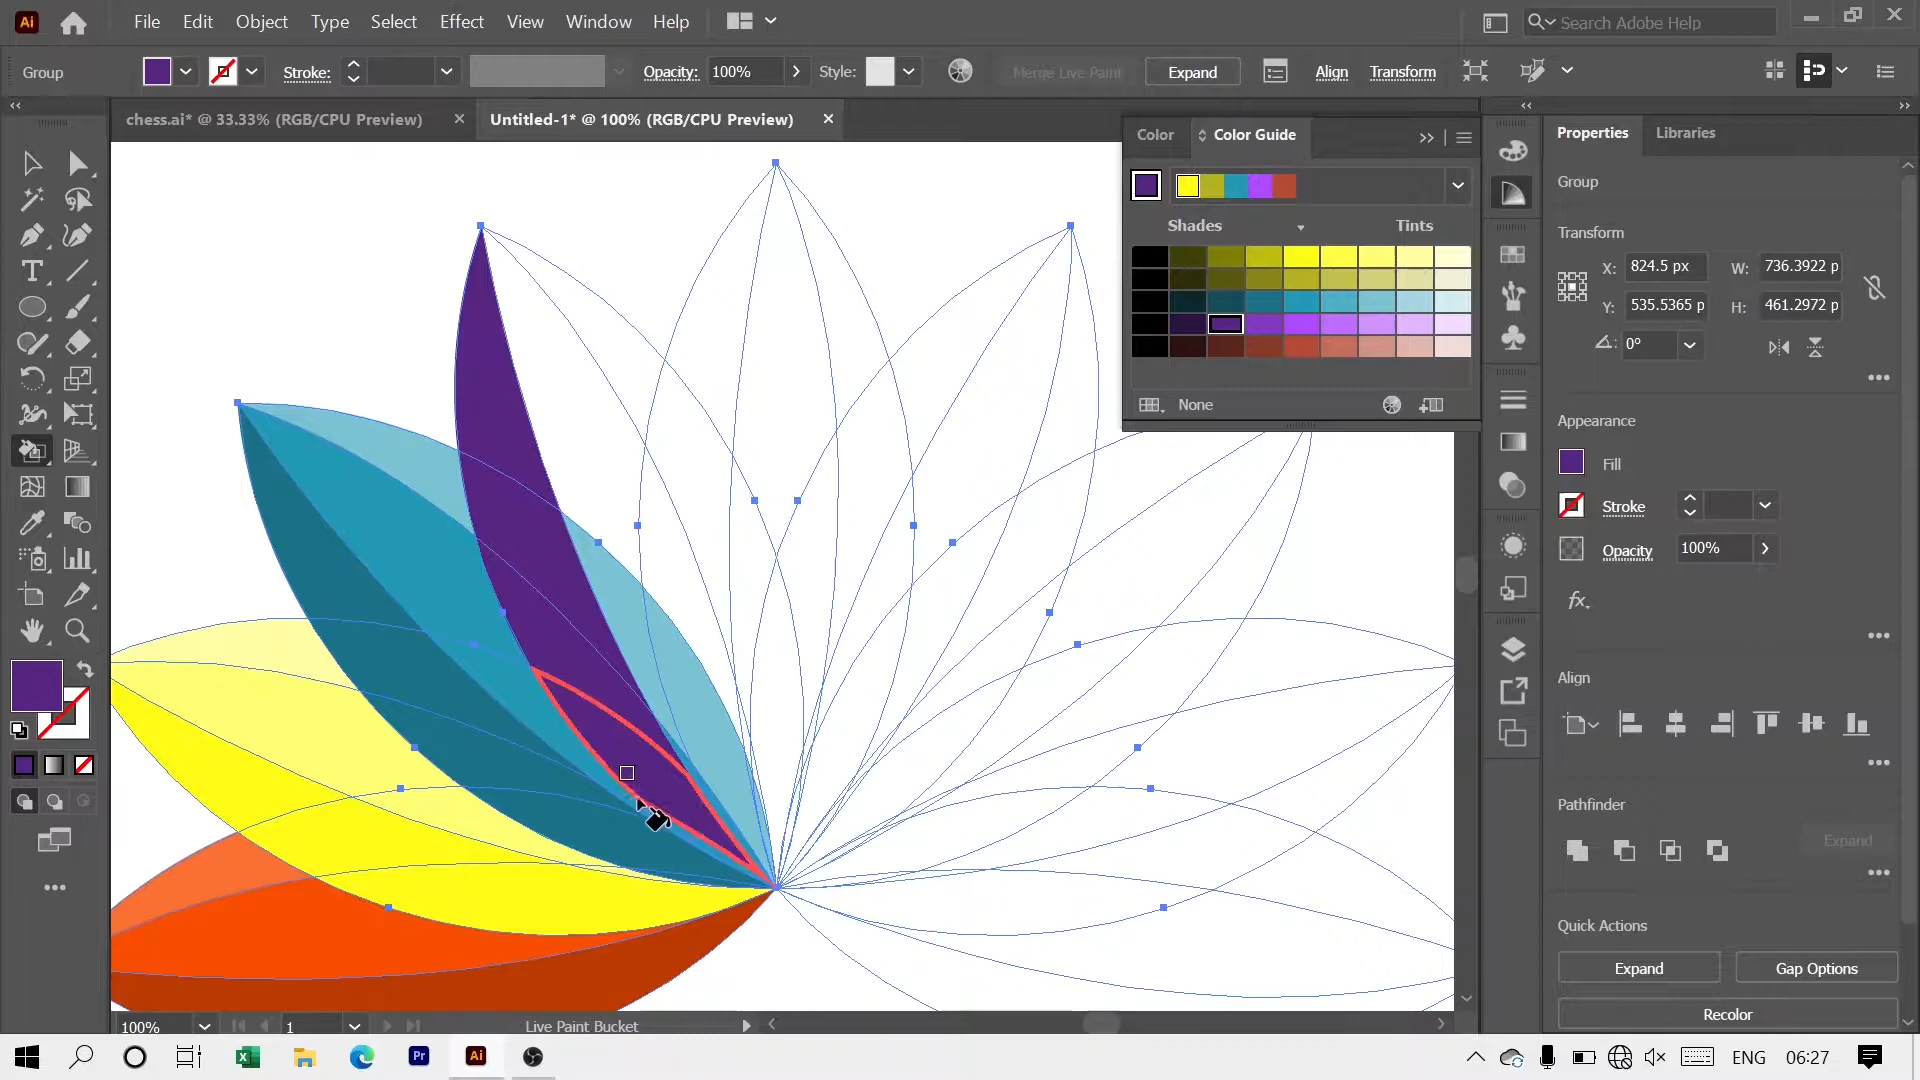 Ai File Edit Object Type Select Effect View Window Help Search Adobe Help
Group Stroke: Opacity: 100% Style: Merge Live Paint Expand Align Transform
chess.ai* @ 33.33% (RGB/CPU Preview) Untitled-1* @ 100% (RGB/CPU Preview)
Color Color Guide
Shades Tints
None
Properties Libraries
Group
Transform
X: 824.5 px W: 736.3922 p
Y: 535.5365 p H: 461.2972 p
0°
Appearance
Fill
Stroke
Opacity 100%
fx.
Align
Pathfinder
Expand
Quick Actions
Expand Gap Options
Recolor
100% 1 Live Paint Bucket
Pr Ai ENG 06:27